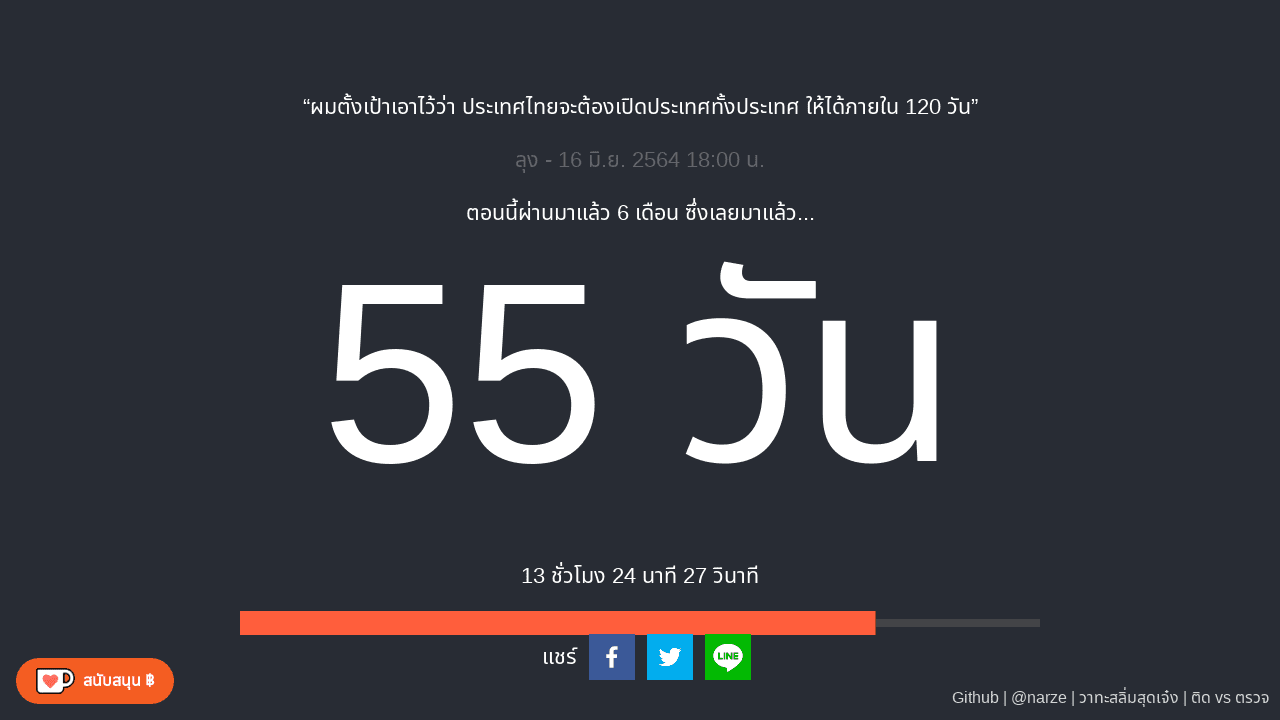 “ผมตั้งเป้าเอาไว้ว่า ประเทศไทยจะต้องเปิดประเทศทั้งประเทศ ให้ได้ภายใน 120 วัน”
ลุง - 16 มิ.ย. 2564 18:00 น.
ตอนนี้ผ่านมาแล้ว 6 เดือน ซึ่งเลยมาแล้ว...
55 วัน
13 ชั่วโมง 24 นาที 27 วินาที
แชร์ LINE
สนับสนุน ฿
Github | @narze | วาทะสลิ่มสุดเจ๋ง | ติด vs ตรวจ